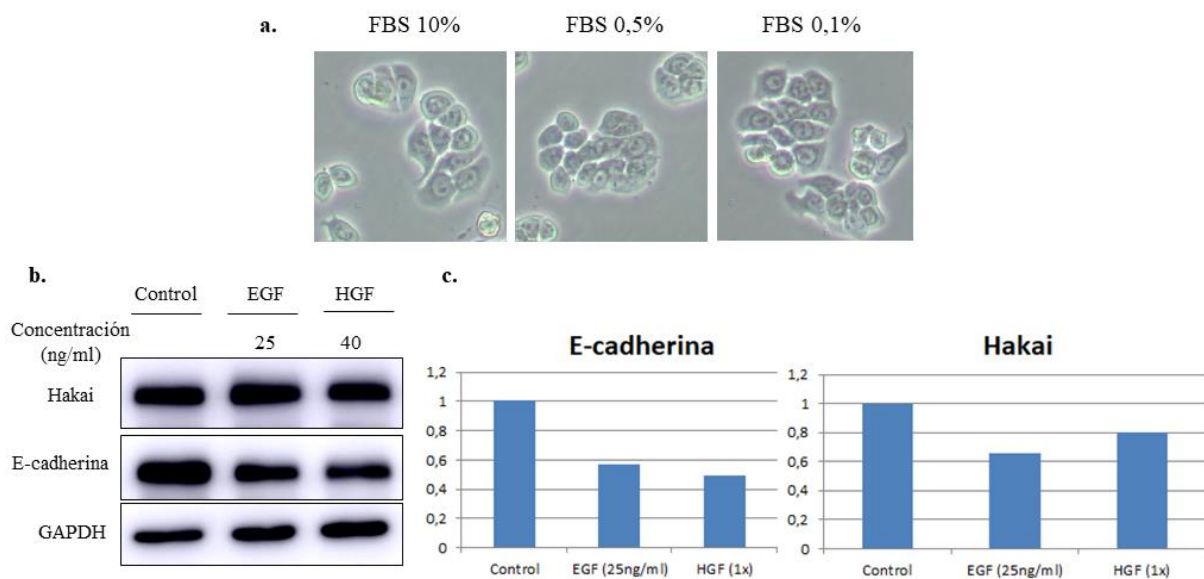 a.
FBS 10%
FBS 0,5%
FBS 0,1%
b.
Control
EGF
HGF
Concentración
(ng/ml)
25
40
Hakai
E-cadherina
GAPDH
c.
E-cadherina
1,2
1
0,8
0,6
0,4
0,2
0
Control
EGF (25ng/ml)
HGF (1x)
Hakai
1,2
1
0,8
0,6
0,4
0,2
0
Control
EGF (25ng/ml)
HGF (1x)